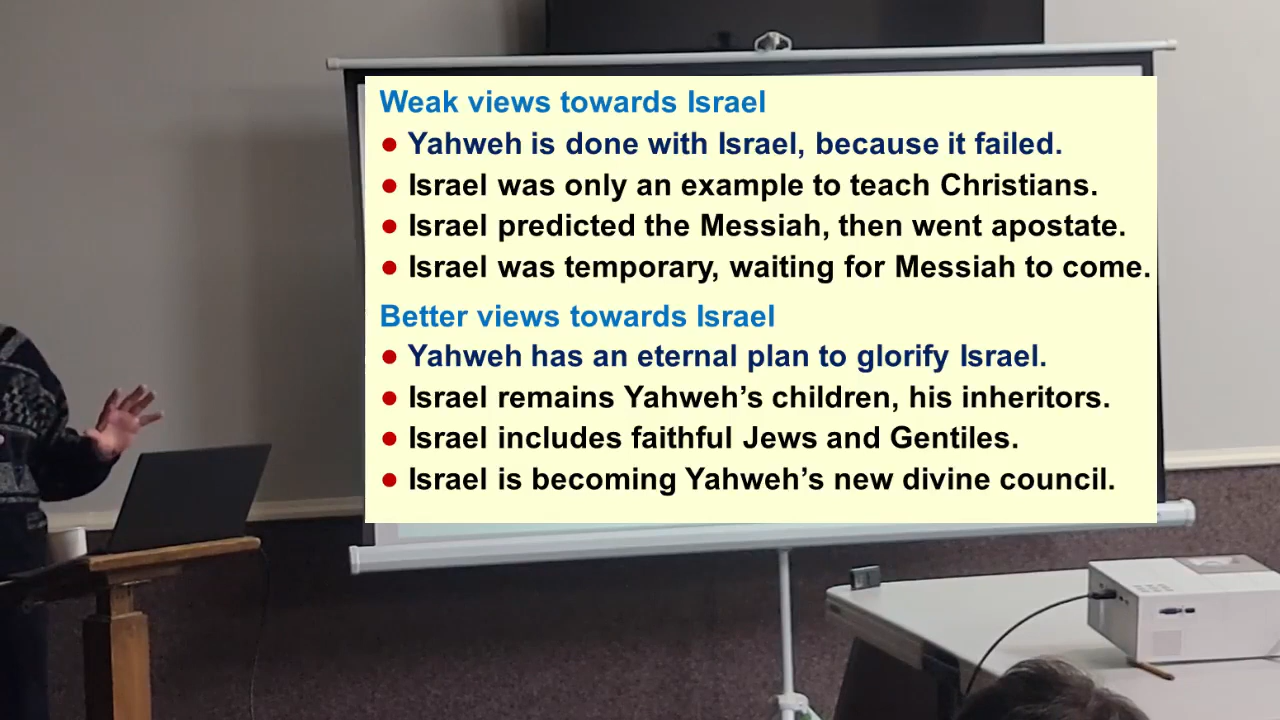 Weak views towards Israel
● Yahweh is done with Israel, because it failed.
● Israel was only an example to teach Christians.
● Israel predicted the Messiah, then went apostate.
● Israel was temporary, waiting for Messiah to come.
Better views towards Israel
● Yahweh has an eternal plan to glorify Israel.
● Israel remains Yahweh’s children, his inheritors.
● Israel includes faithful Jews and Gentiles.
● Israel is becoming Yahweh’s new divine council.